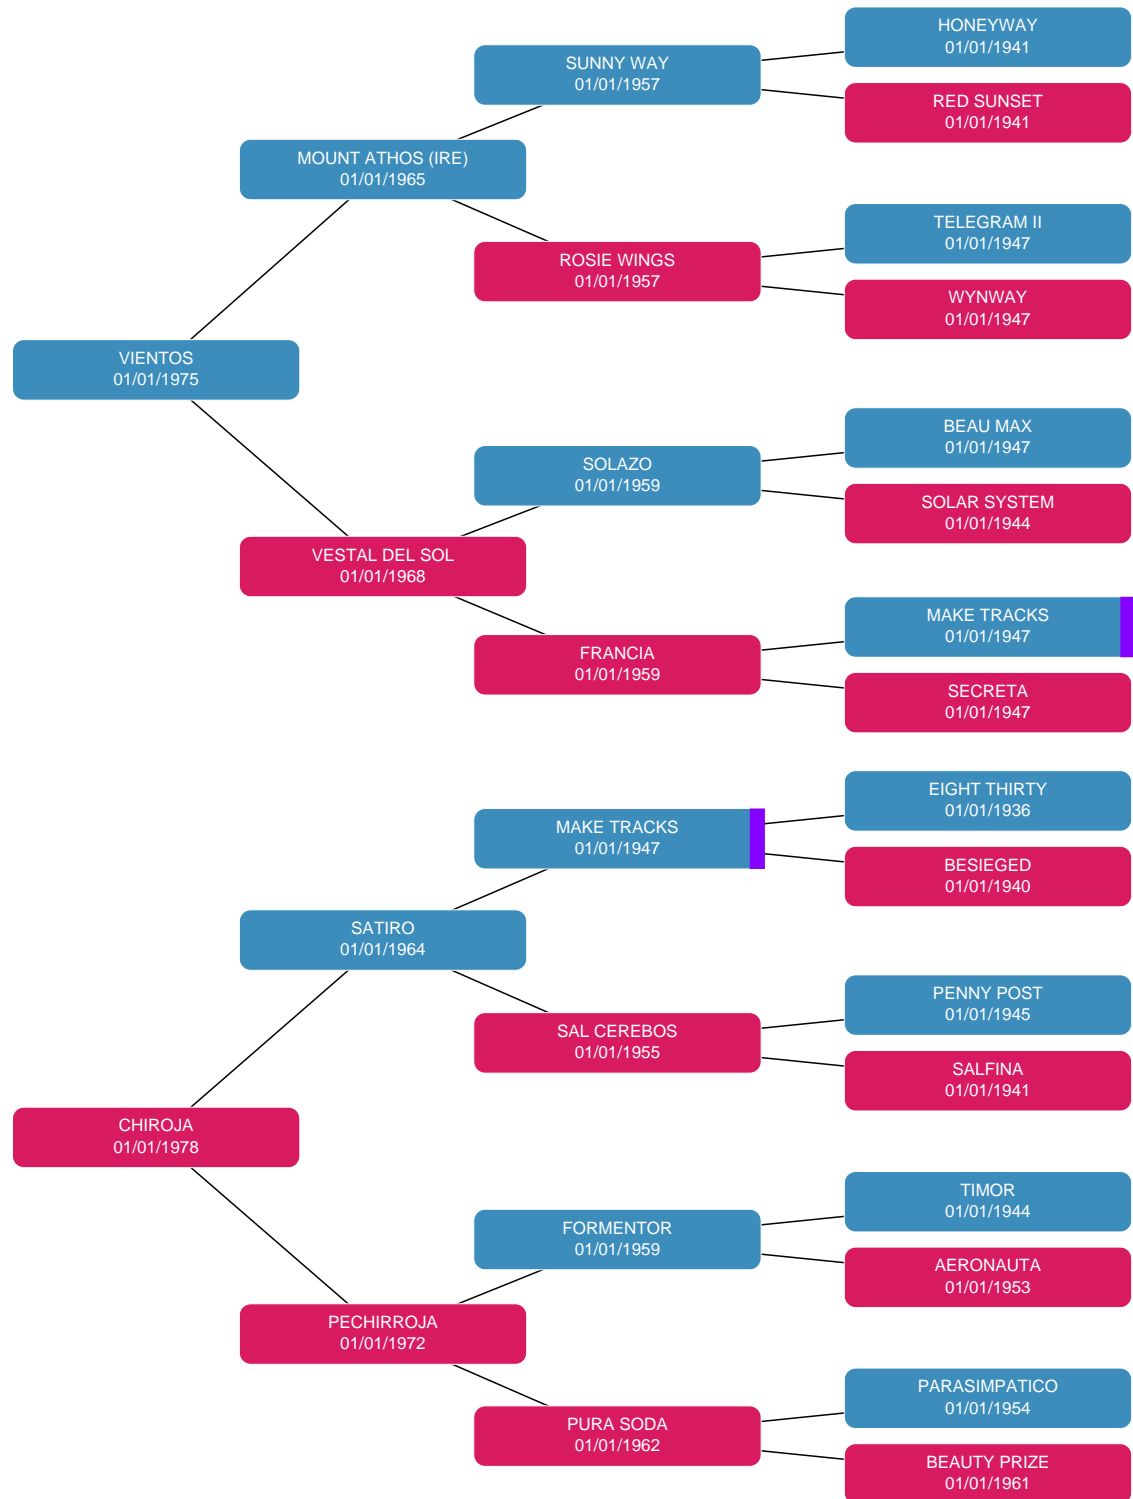 HONEYWAY
01/01/1941
SUNNY WAY
01/01/1957
RED SUNSET
01/01/1941
MOUNT ATHOS (IRE)
01/01/1965
TELEGRAM II
01/01/1947
ROSIE WINGS
01/01/1957
WYNWAY
01/01/1947
VIENTOS
01/01/1975
BEAU MAX
01/01/1947
SOLAZO
01/01/1959
SOLAR SYSTEM
01/01/1944
VESTAL DEL SOL
01/01/1968
MAKE TRACKS
01/01/1947
FRANCIA
01/01/1959
SECRETA
01/01/1947
EIGHT THIRTY
01/01/1936
MAKE TRACKS
01/01/1947
BESIEGED
01/01/1940
SATIRO
01/01/1964
PENNY POST
01/01/1945
SAL CEREBOS
01/01/1955
SALFINA
01/01/1941
CHIROJA
01/01/1978
TIMOR
01/01/1944
FORMENTOR
01/01/1959
AERONAUTA
01/01/1953
PECHIRROJA
01/01/1972
PARASIMPATICO
01/01/1954
PURA SODA
01/01/1962
BEAUTY PRIZE
01/01/1961